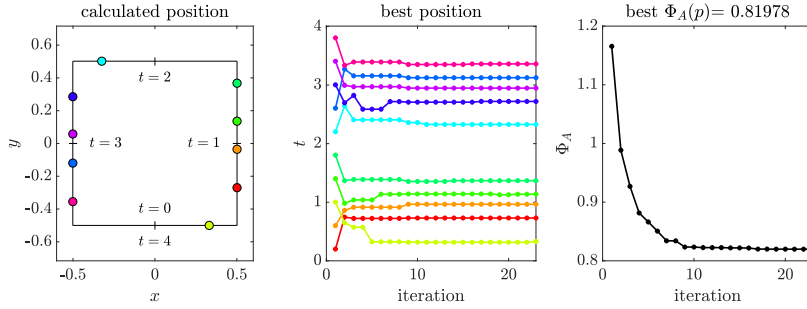 calculated position
0.6
0.4
0.2
0
-0.2
-0.4
-0.6
y
t = 2
t = 3
t = 1
t = 0
t = 4
-0.5
0
0.5
x
best position
4
3
2
1
0
t
10
20
iteration
best Φ_A(p)= 0.81978
1.2
1.1
1
0.9
0.8
Φ_A
10
20
iteration